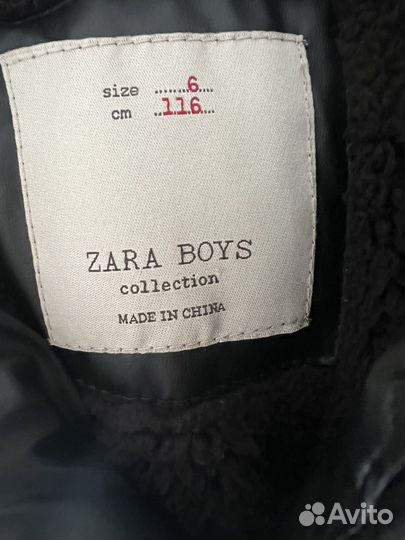 size ........6....
cm ..116....
ZARA BOYS
collection
MADE IN CHINA
Avito